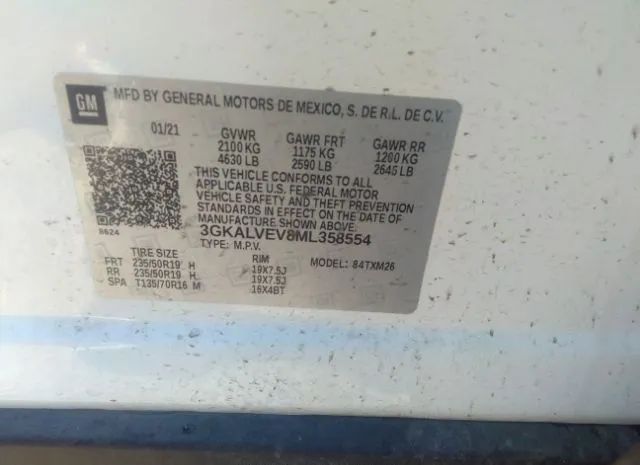 GM
MFD BY GENERAL MOTORS DE MEXICO, S. DE R.L. DE C.V.
01/21 GVWR GAWR FRT GAWR RR
2100 KG 1175 KG 1200 KG
4630 LB 2590 LB 2645 LB
THIS VEHICLE CONFORMS TO ALL
APPLICABLE U.S. FEDERAL MOTOR
VEHICLE SAFETY AND THEFT PREVENTION
STANDARDS IN EFFECT ON THE DATE OF
MANUFACTURE SHOWN ABOVE.
8624 3GKALVEV8ML358554
TYPE: M.P.V.
TIRE SIZE RIM MODEL: 84TXM26
FRT 235/50R19 H 19X7.5J
RR 235/50R19 H 19X7.5J
SPA T135/70R16 M 16X4BT